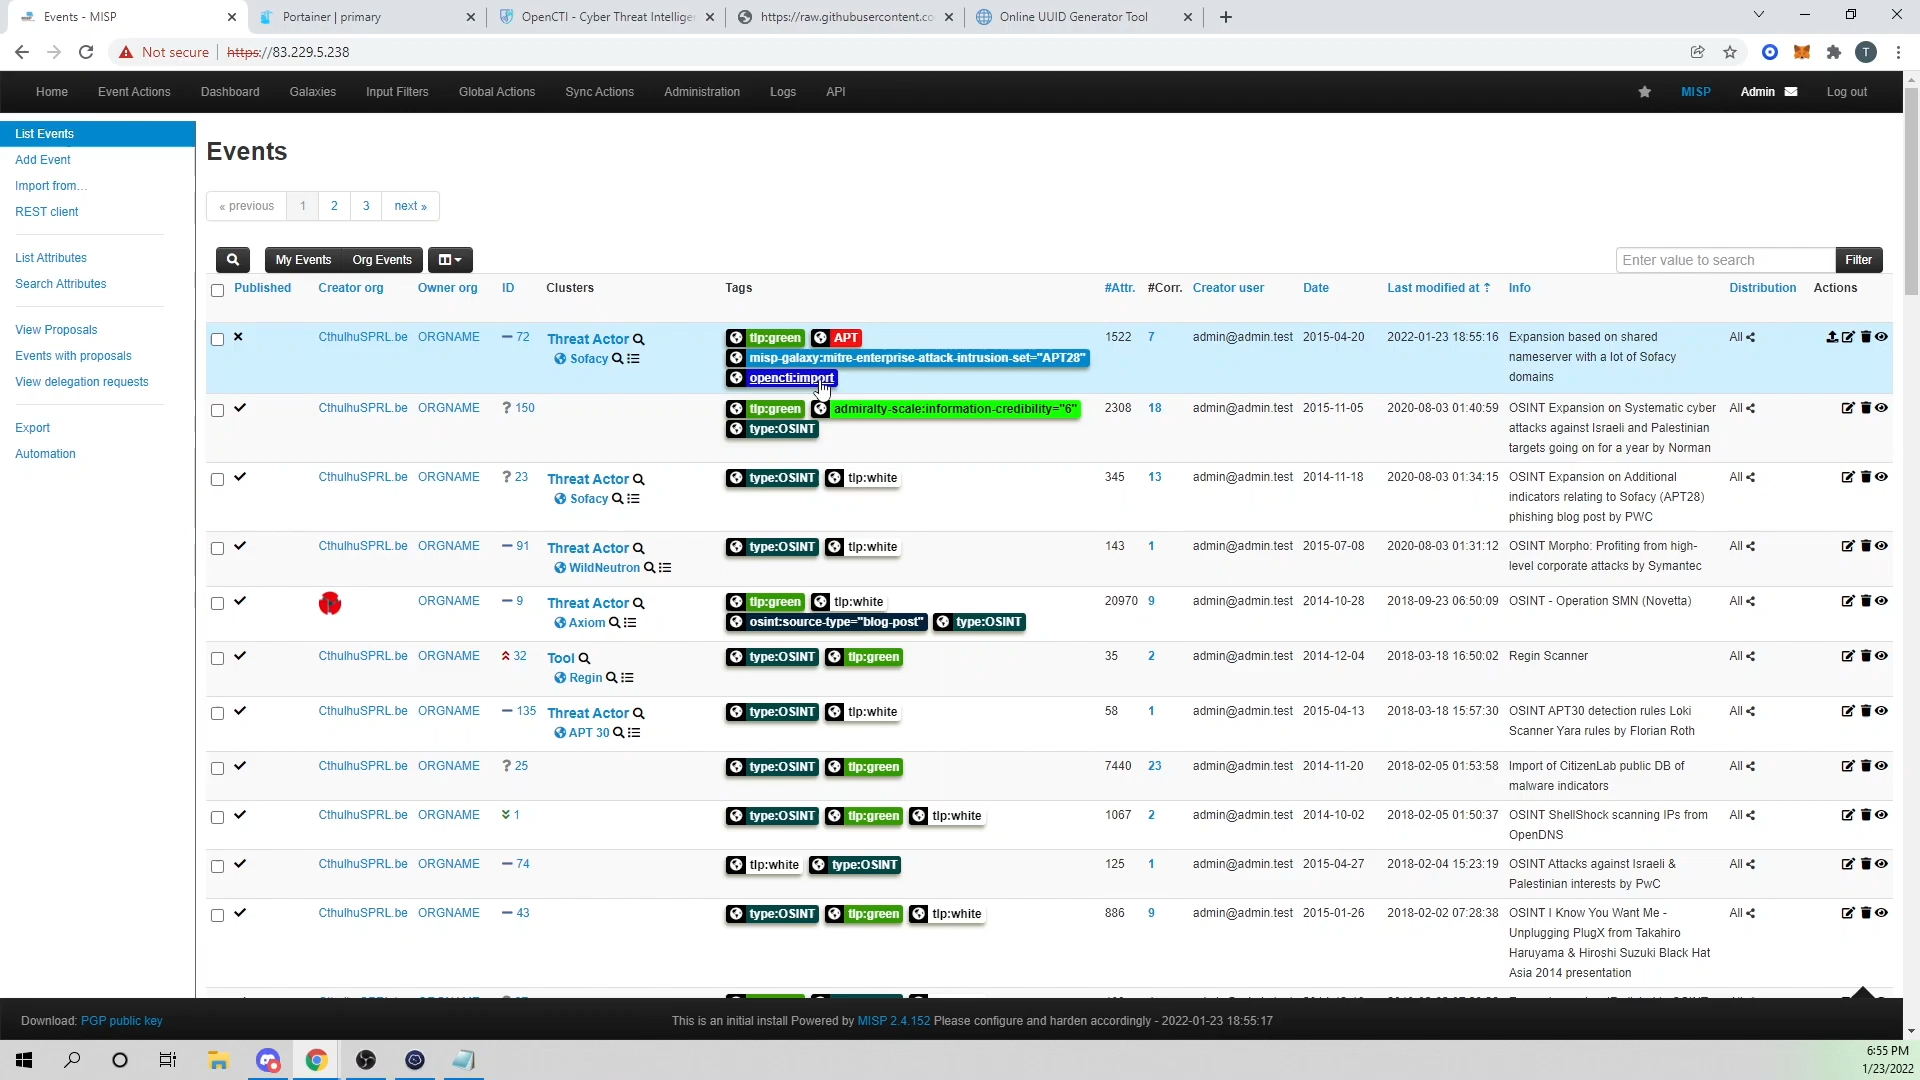 Events - MISP
Portainer | primary
OpenCTI - Cyber Threat Intellige
https://raw.githubusercontent.co
Online UUID Generator Tool
Not secure https://83.229.5.238
T
Home Event Actions Dashboard Galaxies Input Filters Global Actions Sync Actions Administration Logs API MISP Admin Log out
List Events
Add Event
Import from…
REST client
List Attributes
Search Attributes
View Proposals
Events with proposals
View delegation requests
Export
Automation
Events
« previous 1 2 3 next »
My Events Org Events Enter value to search Filter
Published Creator org Owner org ID Clusters Tags #Attr. #Corr. Creator user Date Last modified at Info Distribution Actions
CthulhuSPRL.be ORGNAME 72 Threat Actor tlp:green APT 1522 7 admin@admin.test 2015-04-20 2022-01-23 18:55:16 Expansion based on shared All
Sofacy misp-galaxy:mitre-enterprise-attack-intrusion-set="APT28" nameserver with a lot of Sofacy
opencti:import domains
CthulhuSPRL.be ORGNAME ? 150 tlp:green admiralty-scale:information-credibility="6" 2308 18 admin@admin.test 2015-11-05 2020-08-03 01:40:59 OSINT Expansion on Systematic cyber All
type:OSINT attacks against Israeli and Palestinian
targets going on for a year by Norman
CthulhuSPRL.be ORGNAME ? 23 Threat Actor type:OSINT tlp:white 345 13 admin@admin.test 2014-11-18 2020-08-03 01:34:15 OSINT Expansion on Additional All
Sofacy indicators relating to Sofacy (APT28)
phishing blog post by PWC
CthulhuSPRL.be ORGNAME 91 Threat Actor type:OSINT tlp:white 143 1 admin@admin.test 2015-07-08 2020-08-03 01:31:12 OSINT Morpho: Profiting from high- All
WildNeutron level corporate attacks by Symantec
ORGNAME 9 Threat Actor tlp:green tlp:white 20970 9 admin@admin.test 2014-10-28 2018-09-23 06:50:09 OSINT - Operation SMN (Novetta) All
Axiom osint:source-type="blog-post" type:OSINT
CthulhuSPRL.be ORGNAME 32 Tool type:OSINT tlp:green 35 2 admin@admin.test 2014-12-04 2018-03-18 16:50:02 Regin Scanner All
Regin
CthulhuSPRL.be ORGNAME 135 Threat Actor type:OSINT tlp:white 58 1 admin@admin.test 2015-04-13 2018-03-18 15:57:30 OSINT APT30 detection rules Loki All
APT 30 Scanner Yara rules by Florian Roth
CthulhuSPRL.be ORGNAME ? 25 type:OSINT tlp:green 7440 23 admin@admin.test 2014-11-20 2018-02-05 01:53:58 Import of CitizenLab public DB of All
malware indicators
CthulhuSPRL.be ORGNAME 1 type:OSINT tlp:green tlp:white 1067 2 admin@admin.test 2014-10-02 2018-02-05 01:50:37 OSINT ShellShock scanning IPs from All
OpenDNS
CthulhuSPRL.be ORGNAME 74 tlp:white type:OSINT 125 1 admin@admin.test 2015-04-27 2018-02-04 15:23:19 OSINT Attacks against Israeli & All
Palestinian interests by PwC
CthulhuSPRL.be ORGNAME 43 type:OSINT tlp:green tlp:white 886 9 admin@admin.test 2015-01-26 2018-02-02 07:28:38 OSINT I Know You Want Me - All
Unplugging PlugX from Takahiro
Haruyama & Hiroshi Suzuki Black Hat
Asia 2014 presentation
Download: PGP public key This is an initial install Powered by MISP 2.4.152 Please configure and harden accordingly - 2022-01-23 18:55:17
6:55 PM
1/23/2022